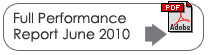 Full Performance
Report June 2010
PDF
Adobe